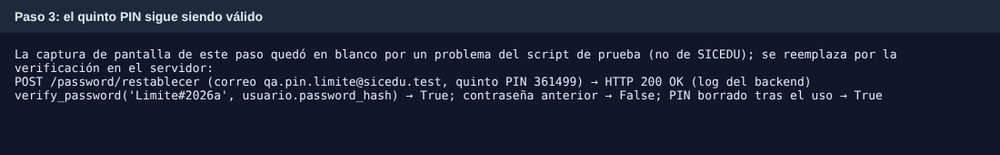 Paso 3: el quinto PIN sigue siendo válido
La captura de pantalla de este paso quedó en blanco por un problema del script de prueba (no de SICEDU); se reemplaza por la
verificación en el servidor:
POST /password/restablecer (correo qa.pin.limite@sicedu.test, quinto PIN 361499) → HTTP 200 OK (log del backend)
verify_password('Limite#2026a', usuario.password_hash) → True; contraseña anterior → False; PIN borrado tras el uso → True